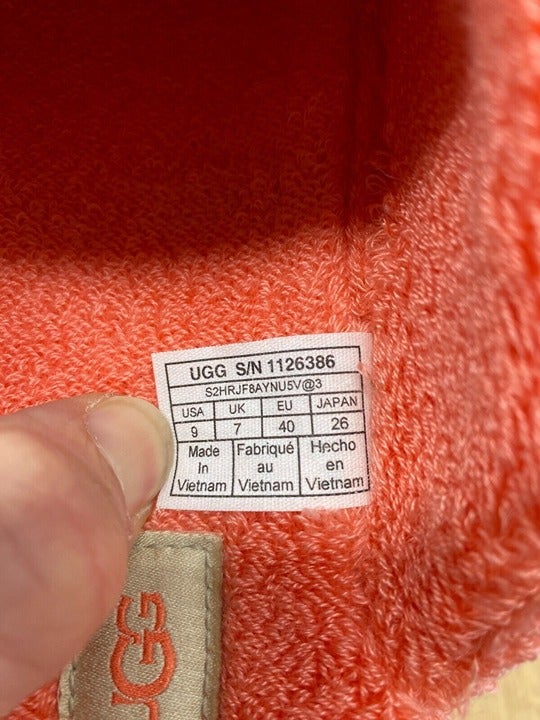 UGG S/N 1126386
S2HRJF8AYNU5V@3
USA UK EU JAPAN
9 7 40 26
Made Fabriqué Hecho
In au en
Vietnam Vietnam Vietnam
UGG